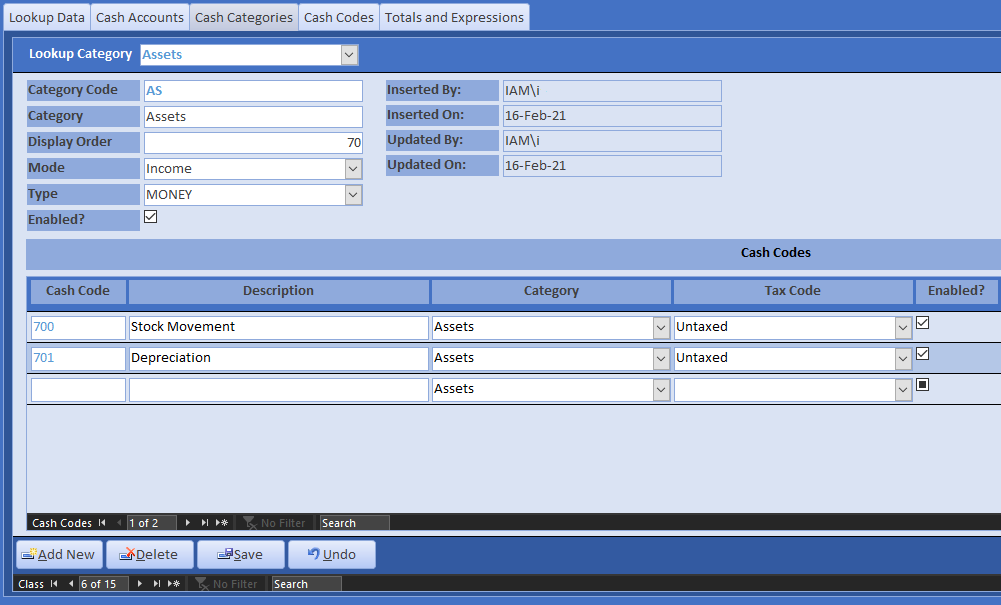 Lookup Data Cash Accounts Cash Categories Cash Codes Totals and Expressions
Lookup Category Assets
Category Code AS Inserted By: IAM\i
Category Assets Inserted On: 16-Feb-21
Display Order 70 Updated By: IAM\i
Mode Income Updated On: 16-Feb-21
Type MONEY
Enabled?
Cash Codes
Cash Code Description Category Tax Code Enabled?
700 Stock Movement Assets Untaxed
701 Depreciation Assets Untaxed
Assets
Cash Codes 1 of 2 No Filter Search
Add New Delete Save Undo
Class 6 of 15 No Filter Search